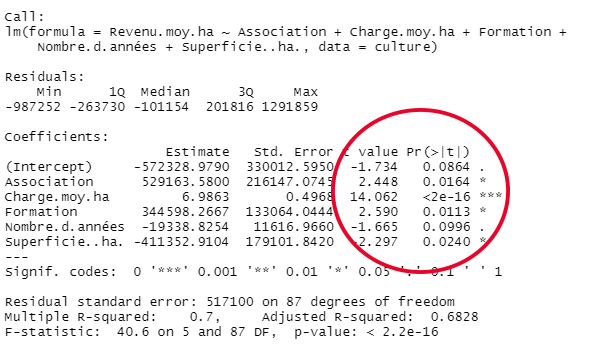 Call:
lm(formula = Revenu.moy.ha ~ Association + Charge.moy.ha + Formation +
    Nombre.d.années + Superficie..ha., data = culture)
Residuals:
    Min      1Q  Median      3Q     Max
-987252 -263730 -101154  201816 1291859
Coefficients:
                    Estimate   Std. Error t value Pr(>|t|)
(Intercept)     -572328.9790  330012.5950  -1.734   0.0864 .
Association      529163.5800  216147.0745   2.448   0.0164 *
Charge.moy.ha         6.9863       0.4968  14.062   <2e-16 ***
Formation        344598.2667  133064.0444   2.590   0.0113 *
Nombre.d.années  -19338.8254   11616.9660  -1.665   0.0996 .
Superficie..ha. -411352.9104  179101.8420  -2.297   0.0240 *
---
Signif. codes:  0 '***' 0.001 '**' 0.01 '*' 0.05 '.' 0.1 ' ' 1
Residual standard error: 517100 on 87 degrees of freedom
Multiple R-squared:    0.7,     Adjusted R-squared:  0.6828
F-statistic:  40.6 on 5 and 87 DF,  p-value: < 2.2e-16